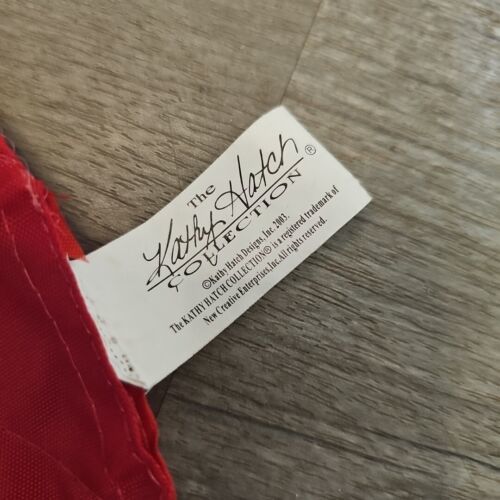 The
Kathy Hatch®
COLLECTION
©Kathy Hatch Designs, Inc. 2003.
The KATHY HATCH COLLECTION® is a registered trademark of
New Creative Enterprises,Inc.All rights reserved.